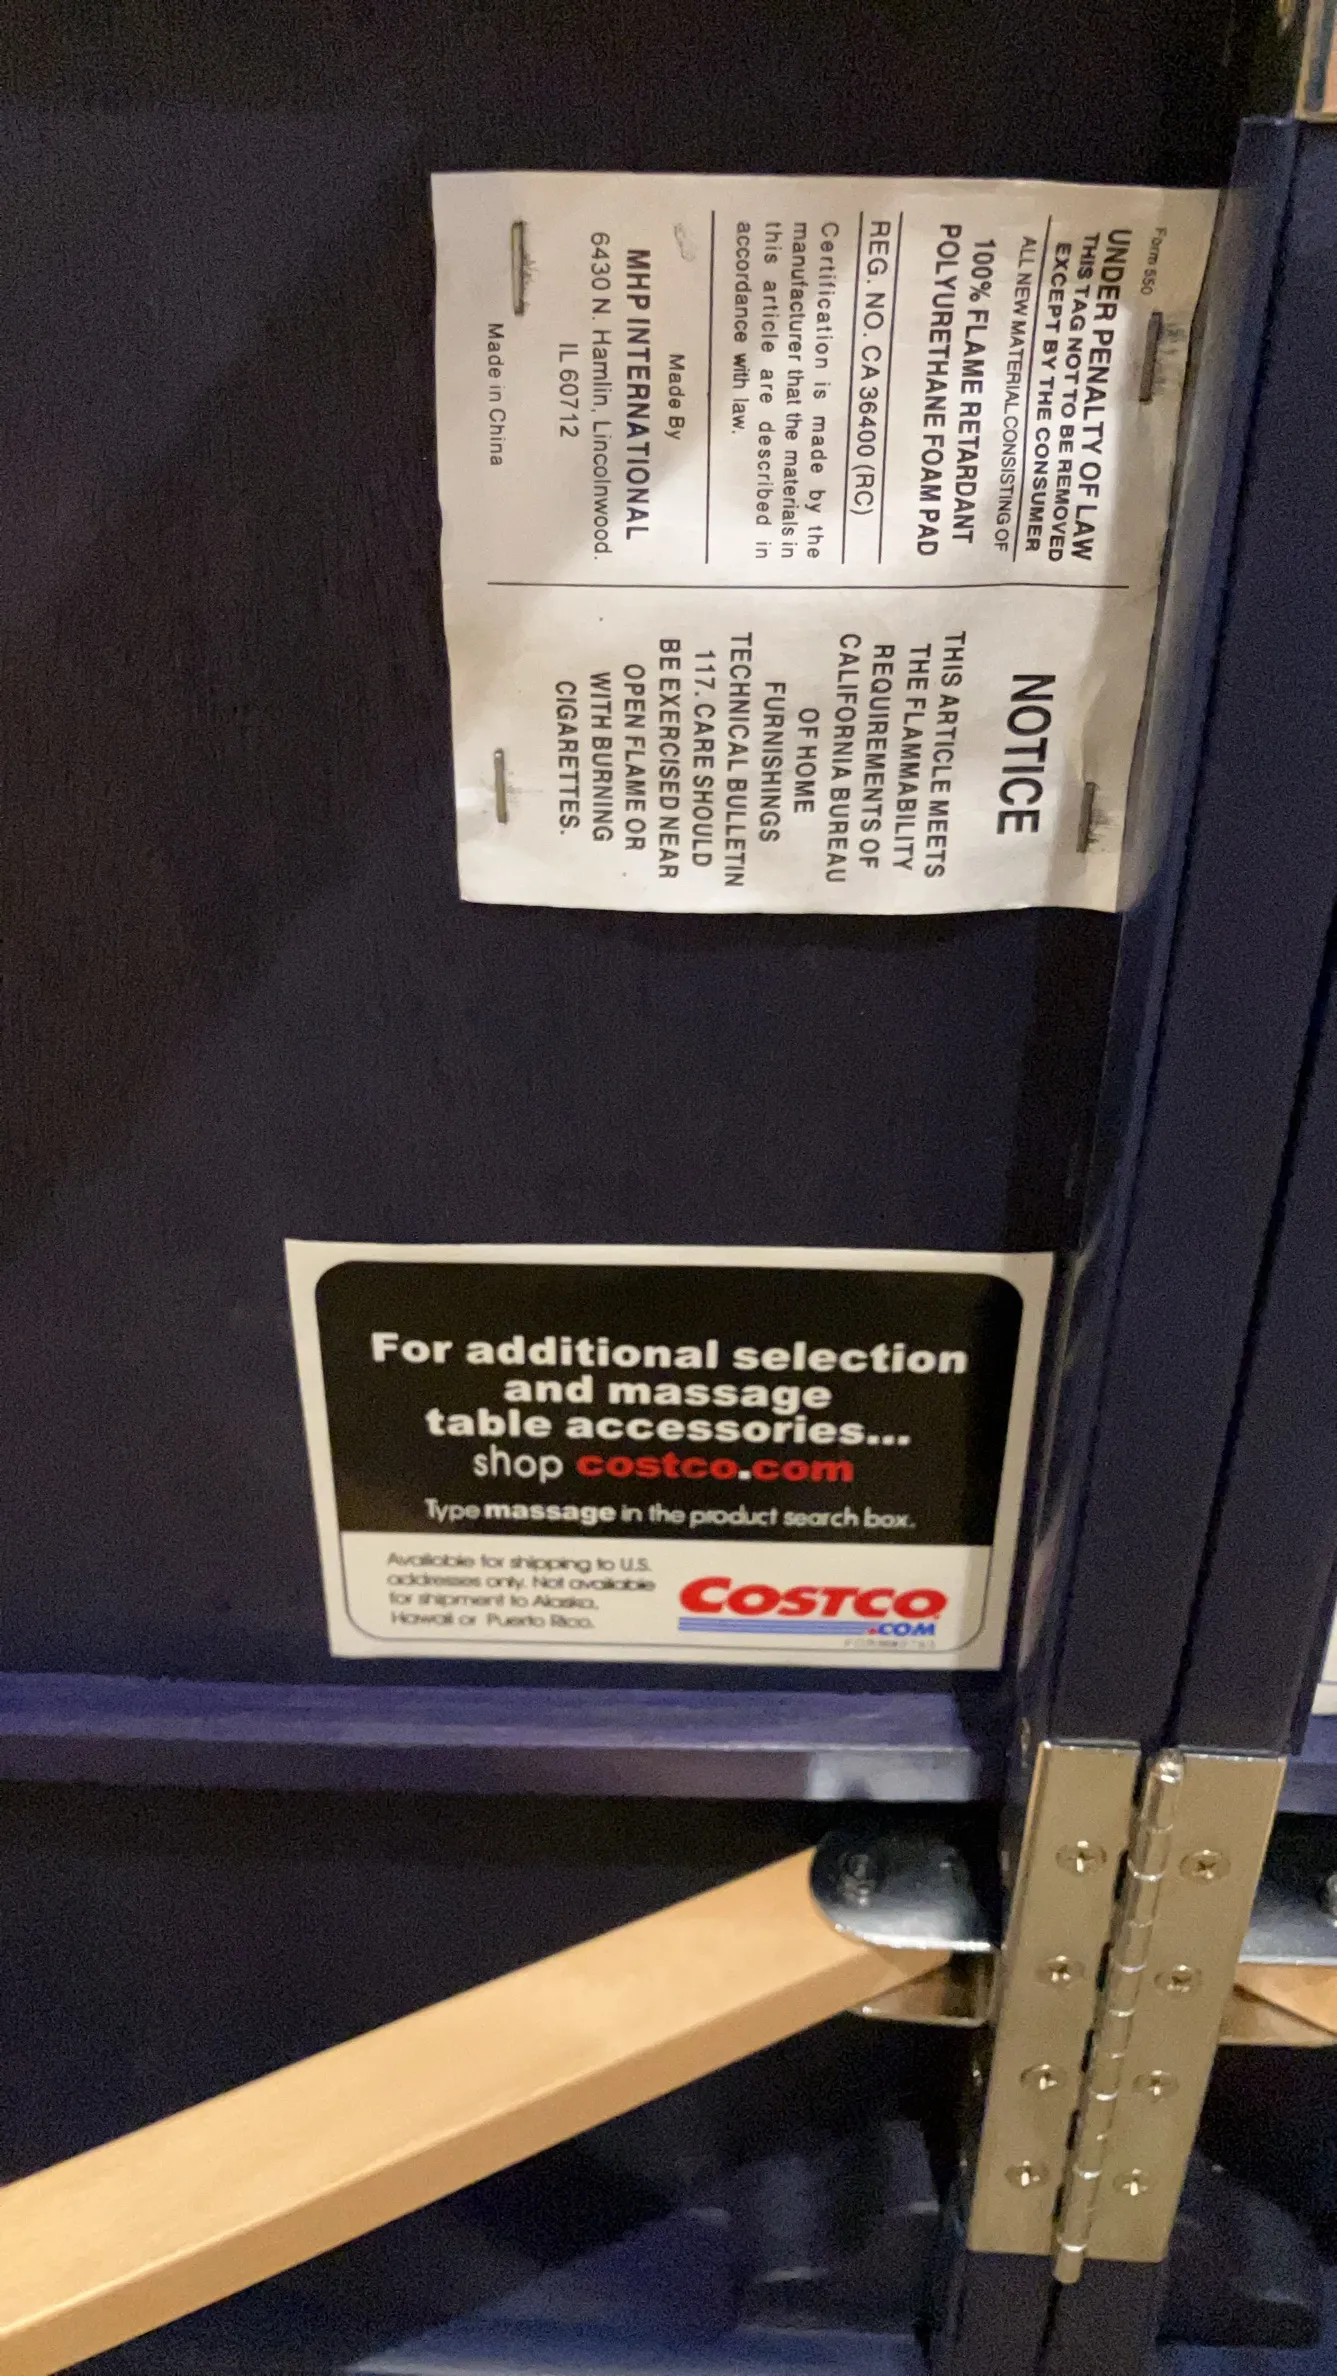 Form 550
UNDER PENALTY OF LAW
THIS TAG NOT TO BE REMOVED
EXCEPT BY THE CONSUMER
ALL NEW MATERIAL CONSISTING OF
100% FLAME RETARDANT
POLYURETHANE FOAM PAD
REG. NO. CA 36400 (RC)
Certification is made by the
manufacturer that the materials in
this article are described in
accordance with law.
Made By
MHP INTERNATIONAL
6430 N. Hamlin, Lincolnwood.
IL 60712
Made in China
NOTICE
THIS ARTICLE MEETS
THE FLAMMABILITY
REQUIREMENTS OF
CALIFORNIA BUREAU
OF HOME
FURNISHINGS
TECHNICAL BULLETIN
117. CARE SHOULD
BE EXERCISED NEAR
OPEN FLAME OR
WITH BURNING
CIGARETTES.
For additional selection
and massage
table accessories...
shop costco.com
Type massage in the product search box.
Available for shipping to U.S.
addresses only. Not available
for shipment to Alaska,
Hawaii or Puerto Rico.
COSTCO
.COM